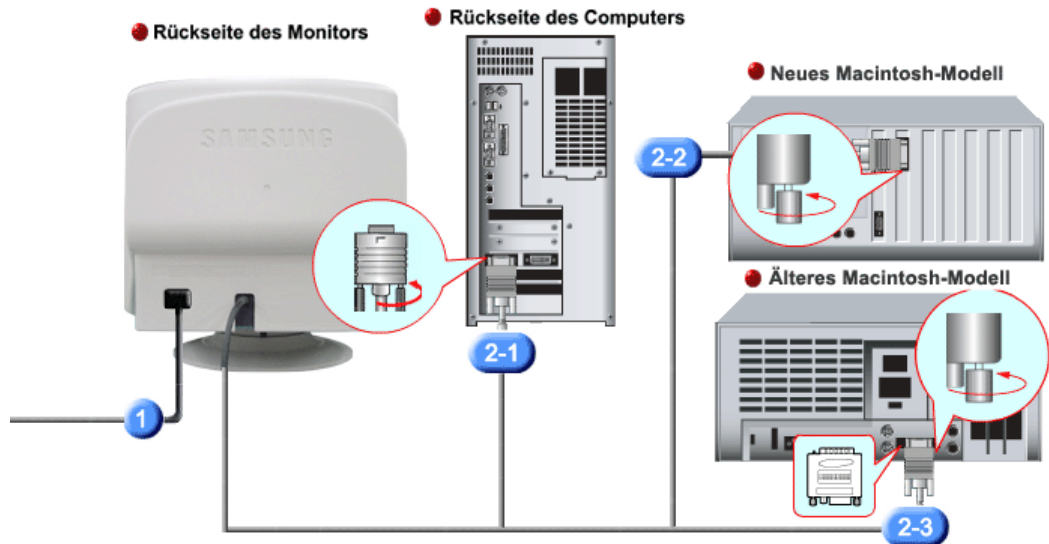 Rückseite des Monitors
Rückseite des Computers
Neues Macintosh-Modell
SAMSUNG
2-2
Älteres Macintosh-Modell
2-1
1
2-3